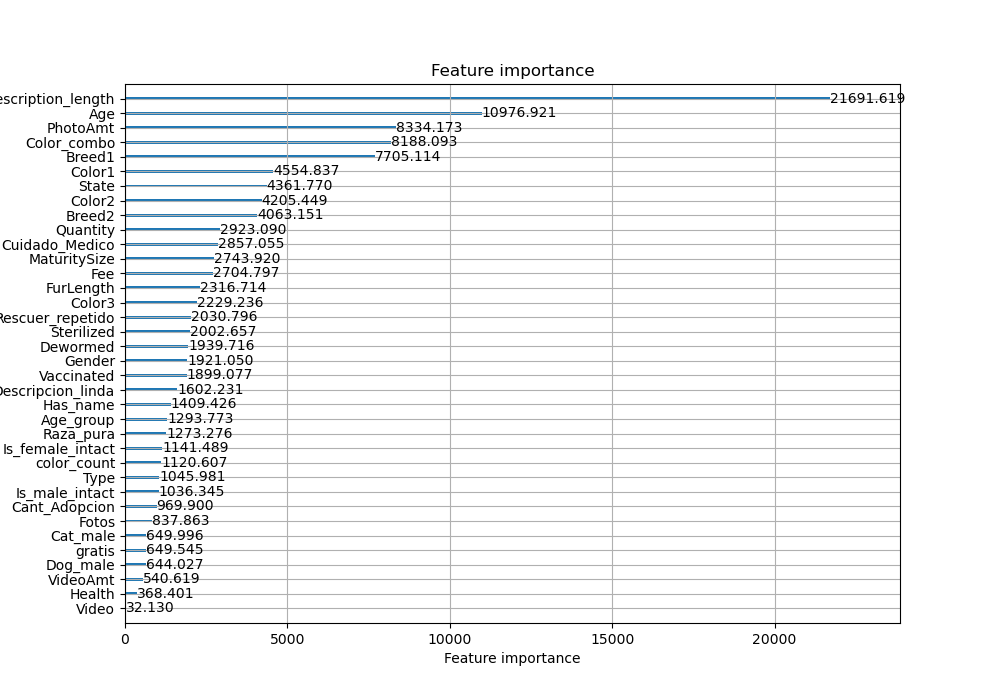 Feature importance
escription_length 21691.619
Age 10976.921
PhotoAmt 8334.173
Color_combo 8188.093
Breed1 7705.114
Color1 4554.837
State 4361.770
Color2 4205.449
Breed2 4063.151
Quantity 2923.090
Cuidado_Medico 2857.055
MaturitySize 2743.920
Fee 2704.797
FurLength 2316.714
Color3 2229.236
Rescuer_repetido 2030.796
Sterilized 2002.657
Dewormed 1939.716
Gender 1921.050
Vaccinated 1899.077
Descripcion_linda 1602.231
Has_name 1409.426
Age_group 1293.773
Raza_pura 1273.276
Is_female_intact 1141.489
color_count 1120.607
Type 1045.981
Is_male_intact 1036.345
Cant_Adopcion 969.900
Fotos 837.863
Cat_male 649.996
gratis 649.545
Dog_male 644.027
VideoAmt 540.619
Health 368.401
Video 32.130
0 5000 10000 15000 20000
Feature importance